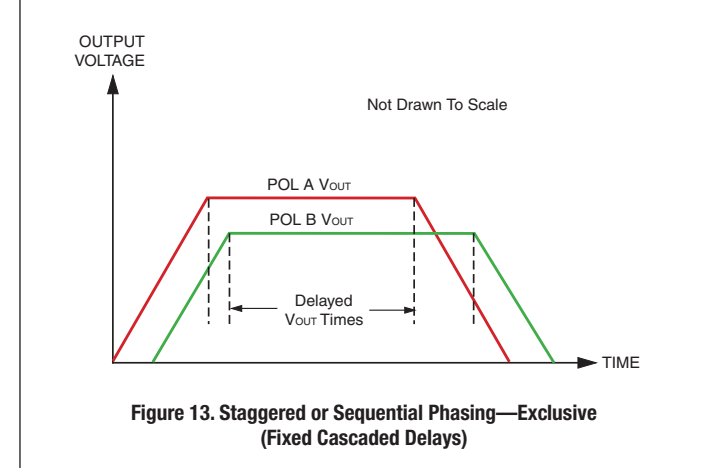 OUTPUT
VOLTAGE
Not Drawn To Scale
POL A VOUT
POL B VOUT
Delayed
VOUT Times
TIME
Figure 13. Staggered or Sequential Phasing—Exclusive
(Fixed Cascaded Delays)